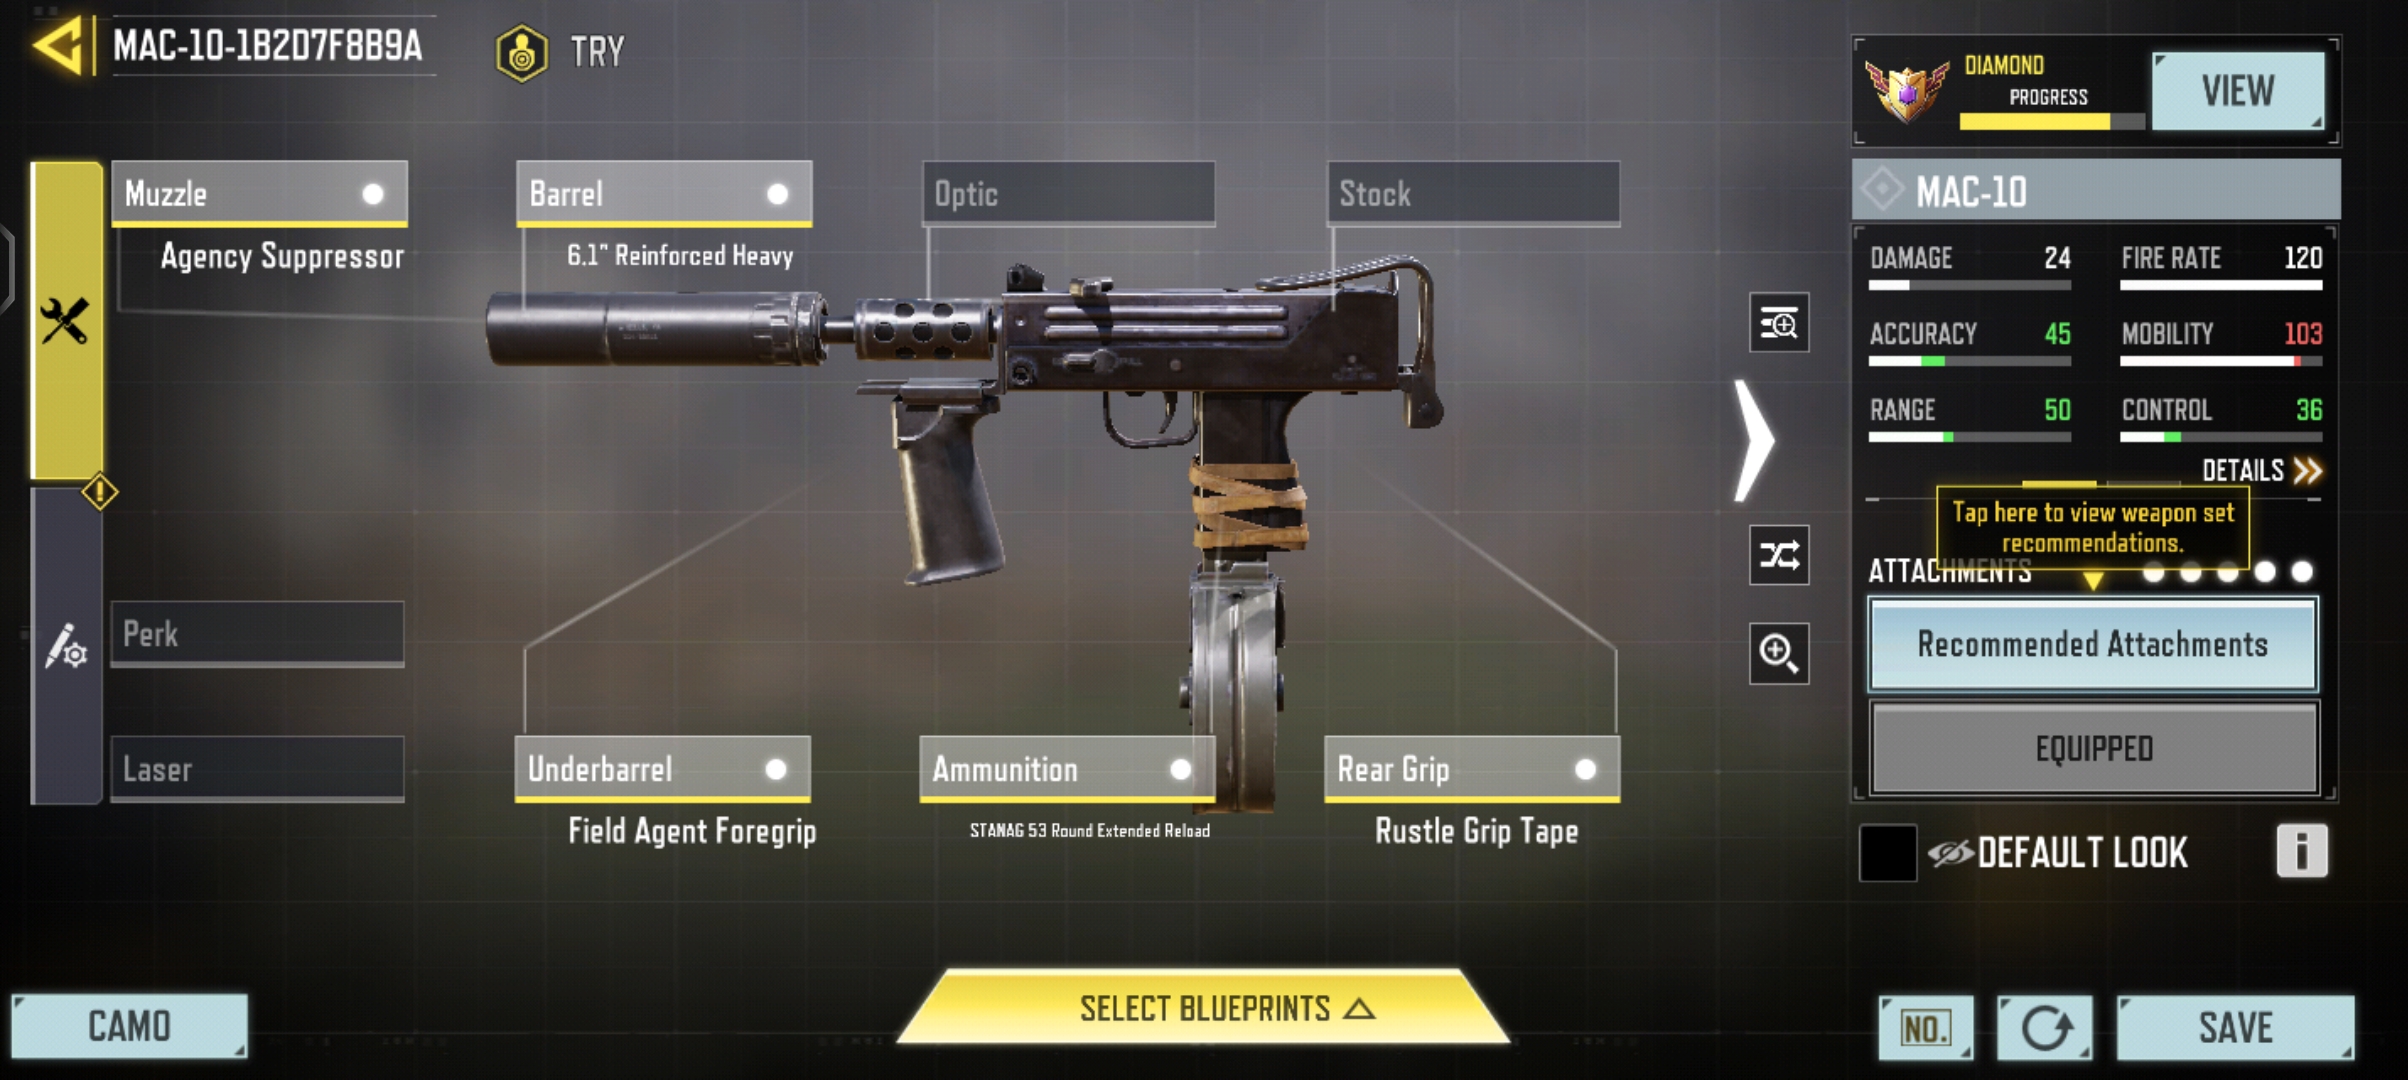 MAC-10-1B2D7F8B9A
TRY
DIAMOND
PROGRESS
VIEW
Muzzle
Agency Suppressor
Barrel
6.1" Reinforced Heavy
Optic
Stock
MAC-10
DAMAGE 24
FIRE RATE 120
ACCURACY 45
MOBILITY 103
RANGE 50
CONTROL 36
DETAILS
Tap here to view weapon set
recommendations.
ATTACHMENTS
Recommended Attachments
EQUIPPED
Perk
Laser
Underbarrel
Field Agent Foregrip
Ammunition
STANAG 53 Round Extended Reload
Rear Grip
Rustle Grip Tape
DEFAULT LOOK
CAMO
SELECT BLUEPRINTS
NO.
SAVE